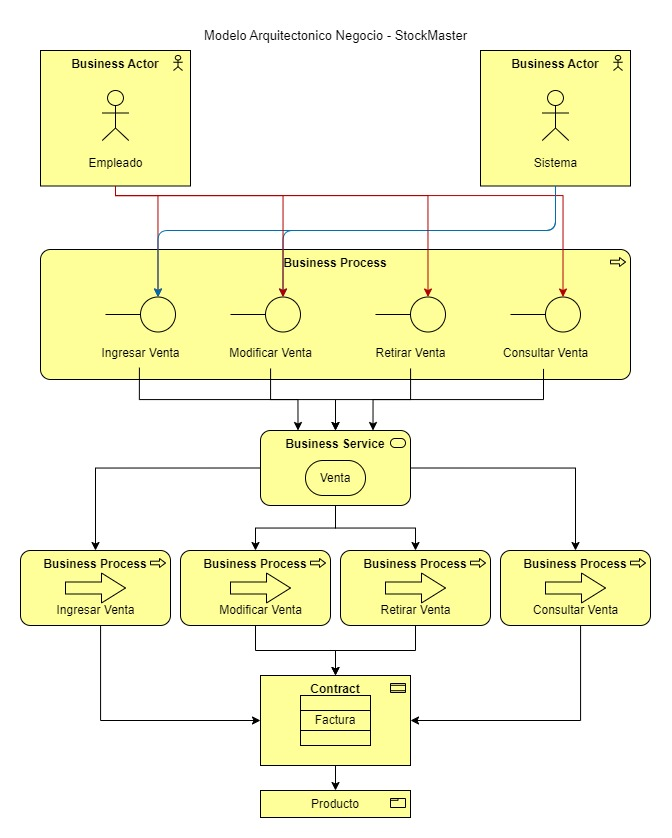 Modelo Arquitectonico Negocio - StockMaster
Business Actor
Empleado
Business Actor
Sistema
Business Process
Ingresar Venta
Modificar Venta
Retirar Venta
Consultar Venta
Business Service
Venta
Business Process
Ingresar Venta
Business Process
Modificar Venta
Business Process
Retirar Venta
Business Process
Consultar Venta
Contract
Factura
Producto